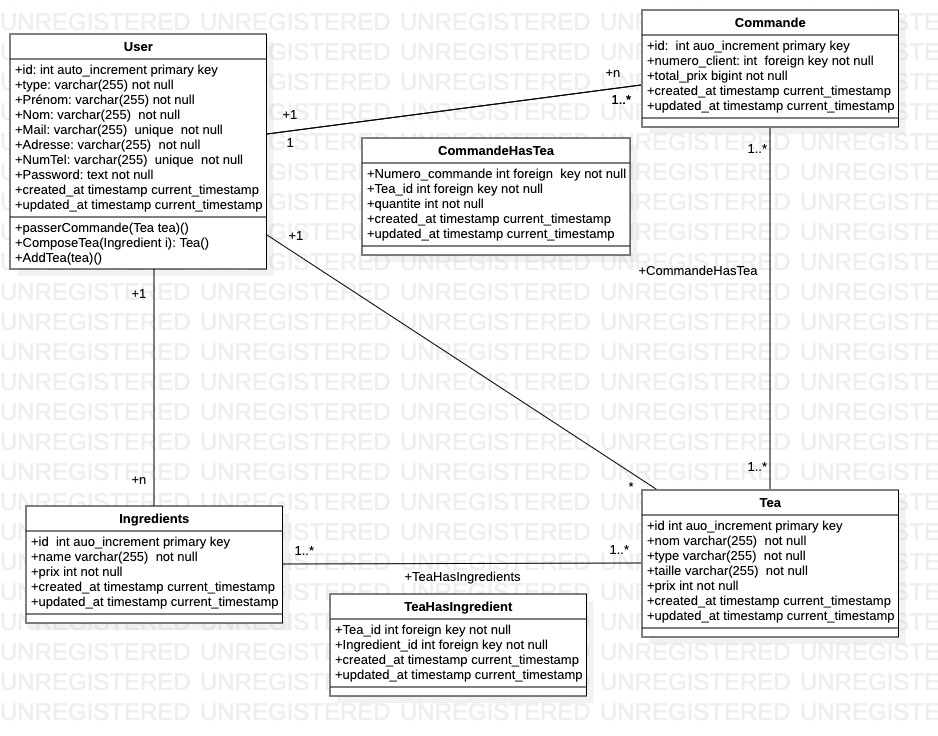 UNREGISTERED UNREGISTERED UNREGISTERED UNREGISTERED UNREGISTERED
User
+id: int auto_increment primary key
+type: varchar(255) not null
+Prénom: varchar(255) not null
+Nom: varchar(255)  not null
+Mail: varchar(255)  unique  not null
+Adresse: varchar(255)  not null
+NumTel: varchar(255)  unique  not null
+Password: text not null
+created_at timestamp current_timestamp
+updated_at timestamp current_timestamp
+passerCommande(Tea tea)()
+ComposeTea(Ingredient i): Tea()
+AddTea(tea)()
Commande
+id:  int auo_increment primary key
+numero_client: int  foreign key not null
+total_prix bigint not null
+created_at timestamp current_timestamp
+updated_at timestamp current_timestamp
+n
1..*
+1
1
CommandeHasTea
+Numero_commande int foreign  key not null
+Tea_id int foreign key not null
+quantite int not null
+created_at timestamp current_timestamp
+updated_at timestamp current_timestamp
1..*
+1
+CommandeHasTea
+1
1..*
+n
*
Ingredients
+id  int auo_increment primary key
+name varchar(255)  not null
+prix int not null
+created_at timestamp current_timestamp
+updated_at timestamp current_timestamp
1..*
1..*
+TeaHasIngredients
Tea
+id int auo_increment primary key
+nom varchar(255)  not null
+type varchar(255)  not null
+taille varchar(255)  not null
+prix int not null
+created_at timestamp current_timestamp
+updated_at timestamp current_timestamp
TeaHasIngredient
+Tea_id int foreign key not null
+Ingredient_id int foreign key not null
+created_at timestamp current_timestamp
+updated_at timestamp current_timestamp